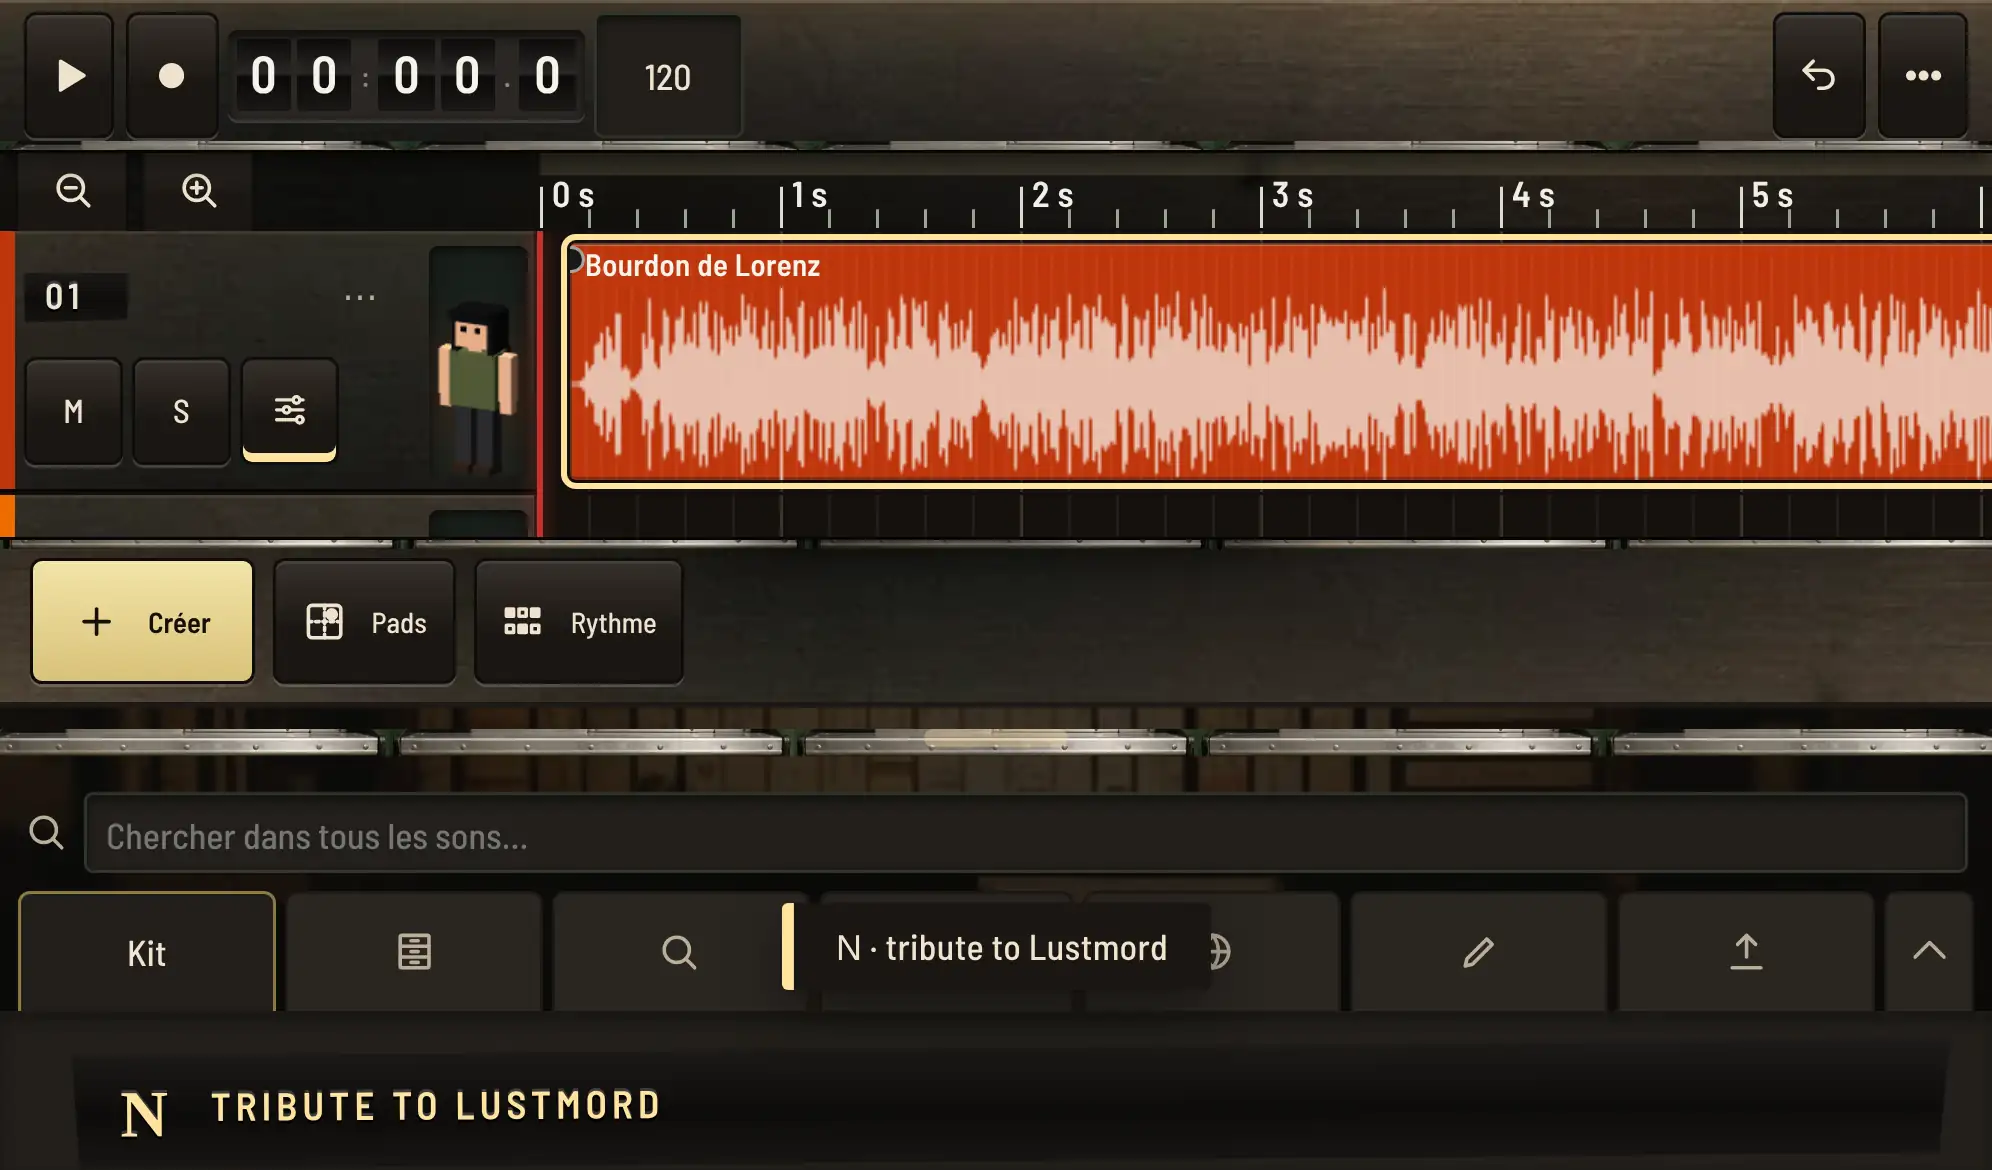 00:00.0
120
0 s
1 s
2 s
3 s
4 s
5 s
01
...
Bourdon de Lorenz
M
S
Créer
Pads
Rythme
Chercher dans tous les sons...
Kit
N · tribute to Lustmord
N TRIBUTE TO LUSTMORD